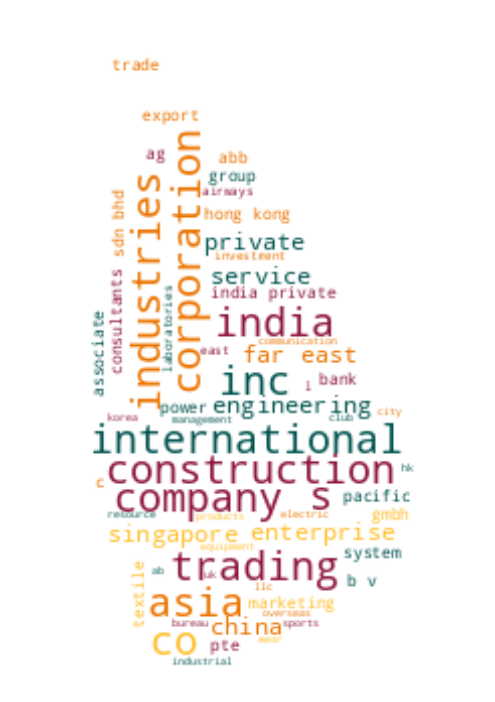 trade
export
corporation
ag
abb
group
industries
airways
sdn bhd
hong kong
private
investment
service
consultants
laboratories
india private
india
associate
communication
east
far east
inc
l
bank
power
engineering
city
korea
management
club
international
construction
hk
c
company s
pacific
resource
products
electric
gmbh
singapore
enterprise
equipment
system
trading
textile
ab
uk
b v
llc
asia
marketing
overseas
bureau
china
sports
co
wear
pte
industrial